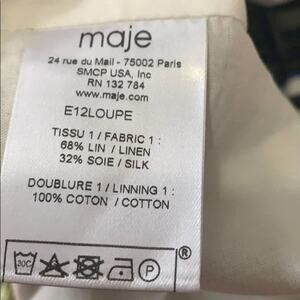 maje
24 rue du Mail - 75002 Paris
SMCP USA, Inc
RN 132 784
www.maje.com
E12LOUPE
TISSU 1 / FABRIC 1 :
68% LIN / LINEN
32% SOIE / SILK
DOUBLURE 1 / LINNING 1 :
100% COTON / COTTON
30C P ®